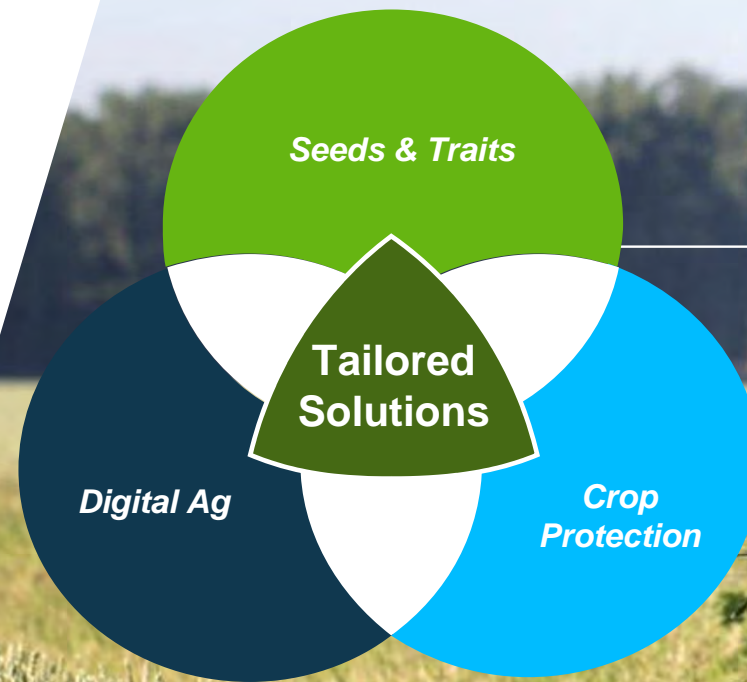 Seeds & Traits
Tailored
Solutions
Digital Ag
Crop
Protection